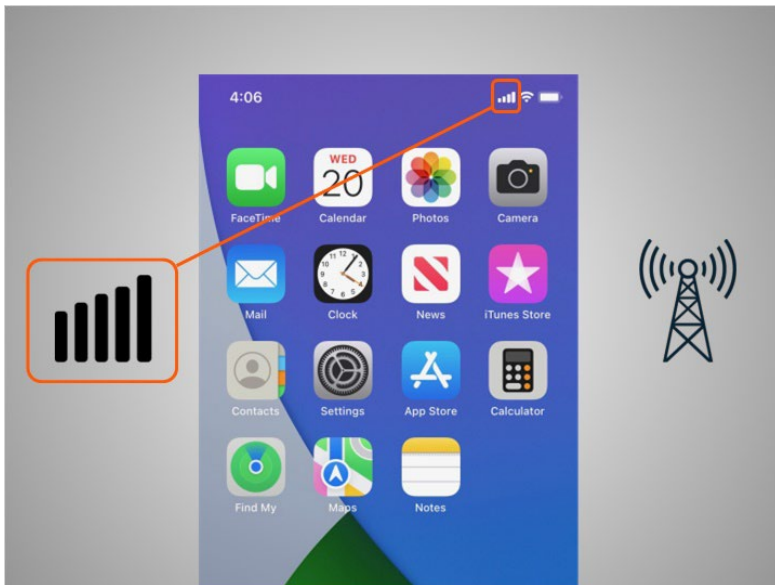 4:06
WED
20
FaceTime
Calendar
Photos
Camera
Mail
Clock
News
iTunes Store
Contacts
Settings
App Store
Calculator
Find My
Maps
Notes